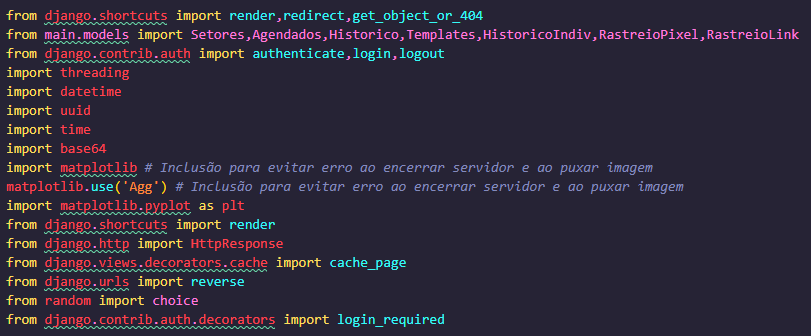 from django.shortcuts import render,redirect,get_object_or_404
from main.models import Setores,Agendados,Historico,Templates,HistoricoIndiv,RastreioPixel,RastreioLink
from django.contrib.auth import authenticate,login,logout
import threading
import datetime
import uuid
import time
import base64
import matplotlib # Inclusão para evitar erro ao encerrar servidor e ao puxar imagem
matplotlib.use('Agg') # Inclusão para evitar erro ao encerrar servidor e ao puxar imagem
import matplotlib.pyplot as plt
from django.shortcuts import render
from django.http import HttpResponse
from django.views.decorators.cache import cache_page
from django.urls import reverse
from random import choice
from django.contrib.auth.decorators import login_required